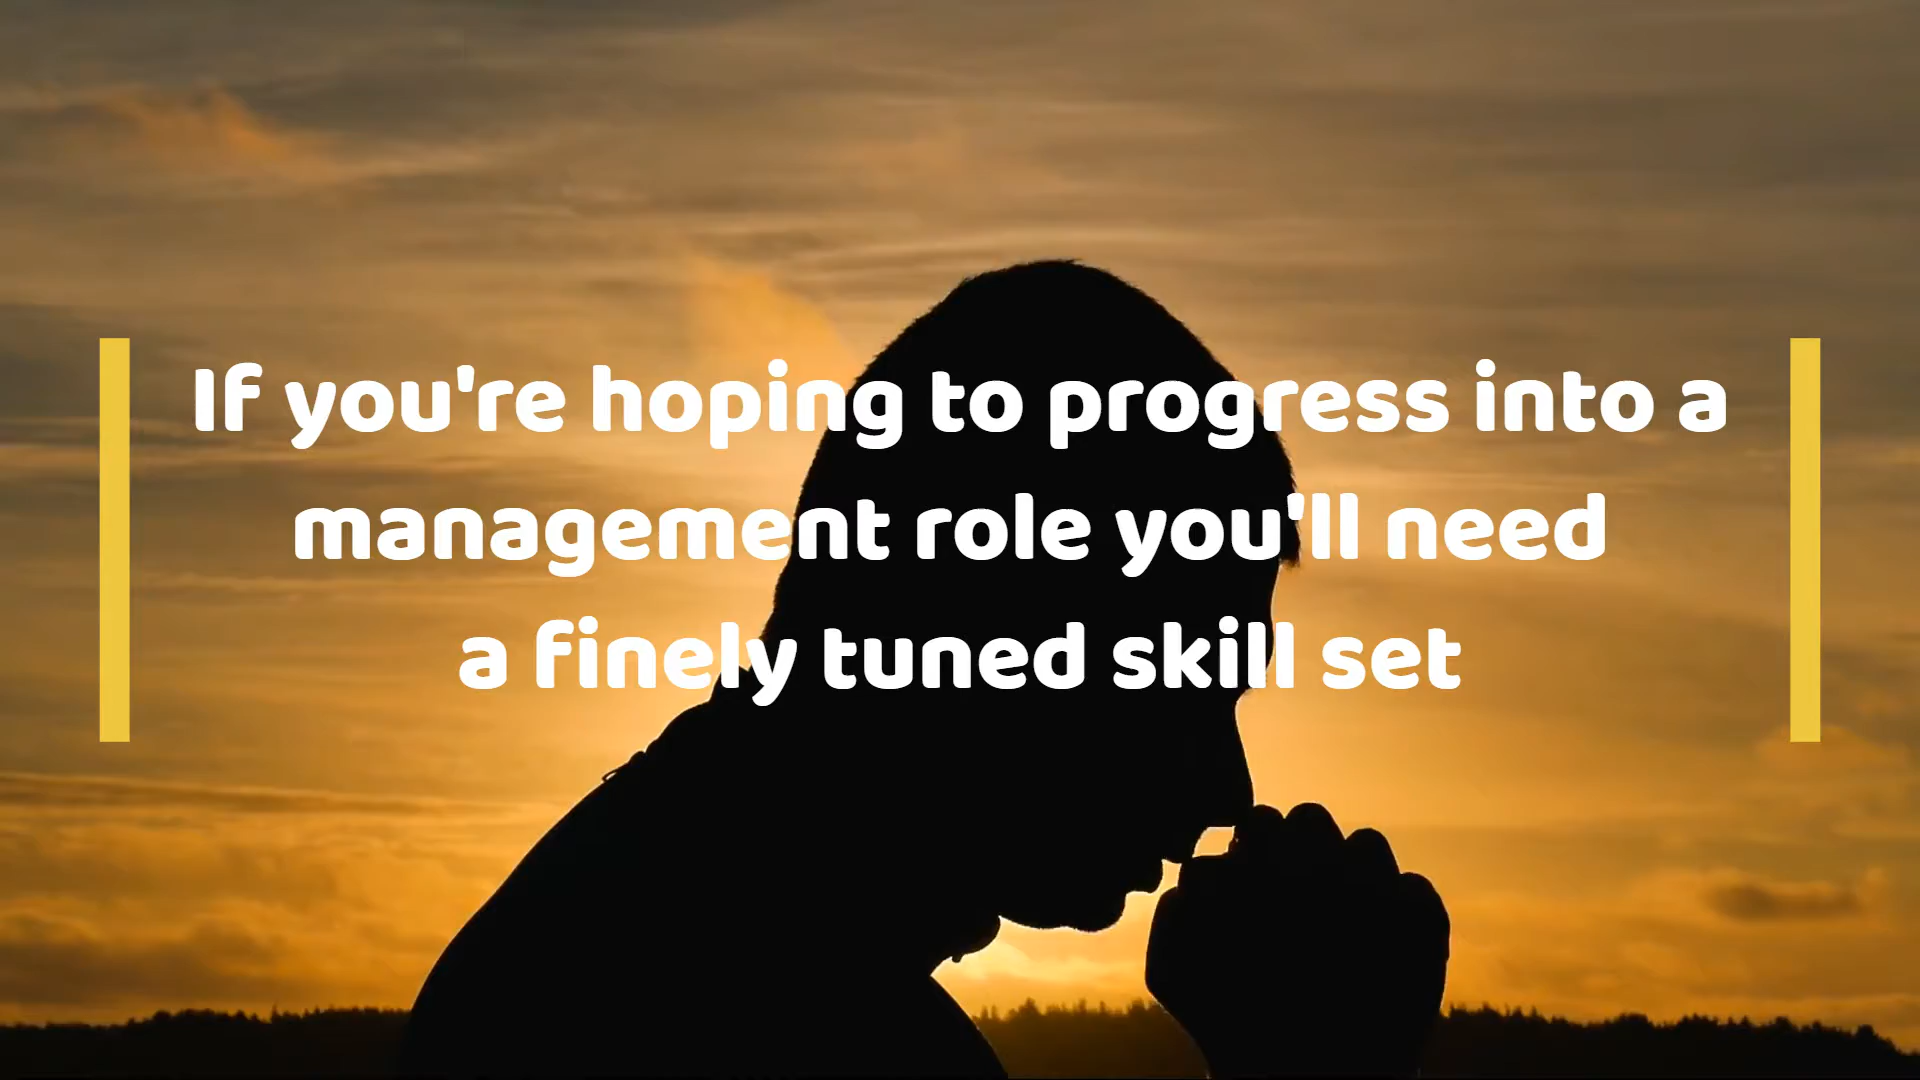 If you're hoping to progress into a
management role you'll need
a finely tuned skill set